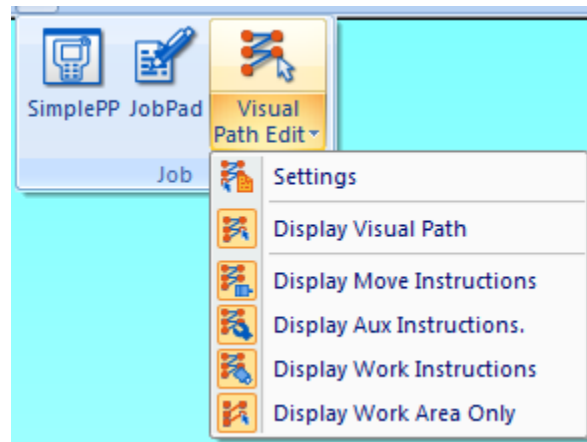 SimplePP JobPad Visual
Path Edit
Job
Settings
Display Visual Path
Display Move Instructions
Display Aux Instructions.
Display Work Instructions
Display Work Area Only